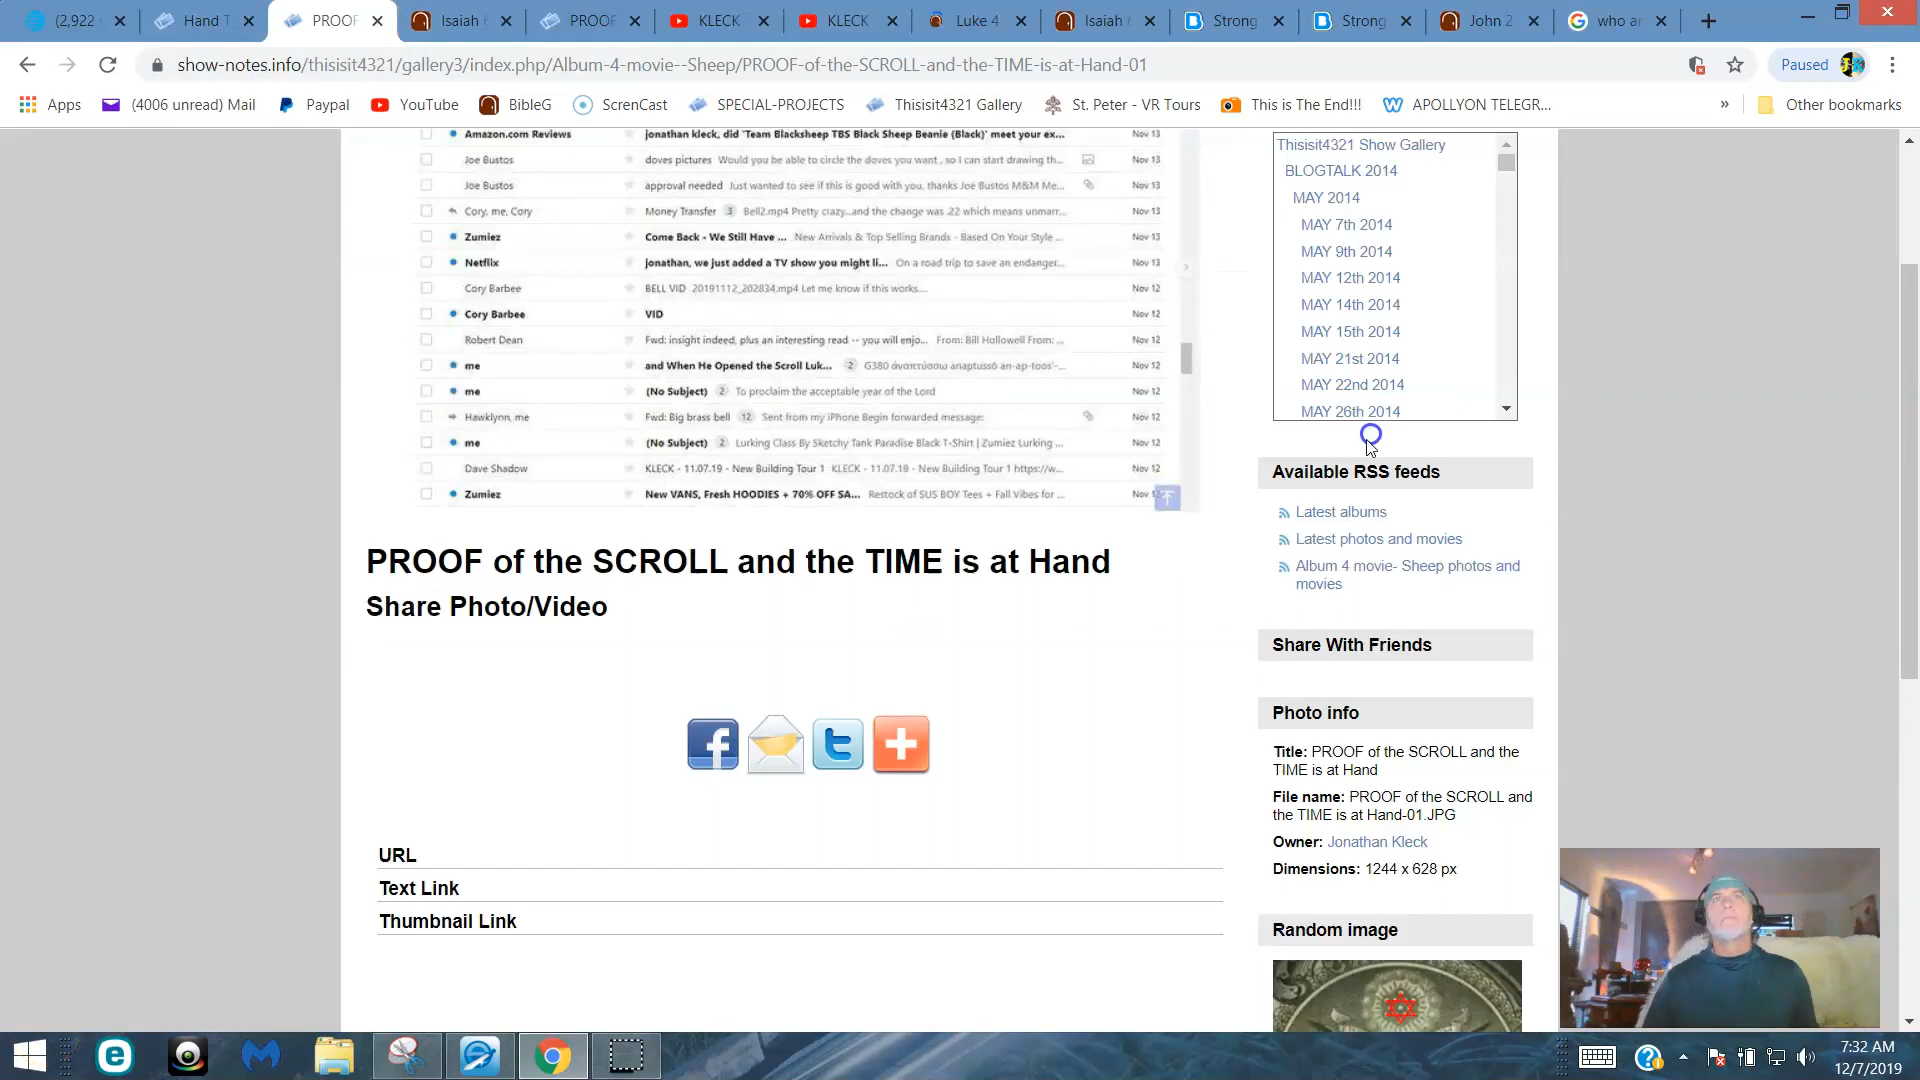 (2,922
Hand T
PROOF
Isaiah 6
PROOF
KLECK
KLECK
Luke 4
Isaiah 6
Strong
Strong
John 2
who ar
show-notes.info/thisisit4321/gallery3/index.php/Album-4-movie--Sheep/PROOF-of-the-SCROLL-and-the-TIME-is-at-Hand-01
Paused
Apps
(4006 unread) Mail
Paypal
YouTube
BibleG
ScrenCast
SPECIAL-PROJECTS
Thisisit4321 Gallery
St. Peter - VR Tours
This is The End!!!
APOLLYON TELEGR...
»
Other bookmarks
Amazon.com Reviews jonathan kleck, did 'Team Blacksheep TBS Black Sheep Beanie (Black)' meet your ex... Nov 13
Joe Bustos doves pictures Would you be able to circle the doves you want , so I can start drawing th... Nov 13
Joe Bustos approval needed Just wanted to see if this is good with you, thanks Joe Bustos M&M Me... Nov 13
Cory, me, Cory Money Transfer 3 Bell2.mp4 Pretty crazy...and the change was .22 which means unmarr... Nov 13
Zumiez Come Back - We Still Have ... New Arrivals & Top Selling Brands - Based On Your Style ... Nov 13
Netflix jonathan, we just added a TV show you might li... On a road trip to save an endanger... Nov 13
Cory Barbee BELL VID 20191112_202834.mp4 Let me know if this works.... Nov 12
Cory Barbee VID Nov 12
Robert Dean Fwd: insight indeed, plus an interesting read -- you will enjo... From: Bill Hollowell From: ... Nov 12
me and When He Opened the Scroll Luk... 2 G380 ἀναπτύσσω anaptussō an-ap-toos'-... Nov 12
me (No Subject) 2 To proclaim the acceptable year of the Lord Nov 12
Hawklynn, me Fwd: Big brass bell 12 Sent from my iPhone Begin forwarded message: Nov 12
me (No Subject) 2 Lurking Class By Sketchy Tank Paradise Black T-Shirt | Zumiez Lurking ... Nov 12
Dave Shadow KLECK - 11.07.19 - New Building Tour 1 KLECK - 11.07.19 - New Building Tour 1 https://w... Nov 12
Zumiez New VANS, Fresh HOODIES + 70% OFF SA... Restock of SUS BOY Tees + Fall Vibes for ... Nov
PROOF of the SCROLL and the TIME is at Hand
Share Photo/Video
URL
Text Link
Thumbnail Link
Thisisit4321 Show Gallery
BLOGTALK 2014
MAY 2014
MAY 7th 2014
MAY 9th 2014
MAY 12th 2014
MAY 14th 2014
MAY 15th 2014
MAY 21st 2014
MAY 22nd 2014
MAY 26th 2014
Available RSS feeds
Latest albums
Latest photos and movies
Album 4 movie- Sheep photos and
movies
Share With Friends
Photo info
Title: PROOF of the SCROLL and the
TIME is at Hand
File name: PROOF of the SCROLL and
the TIME is at Hand-01.JPG
Owner: Jonathan Kleck
Dimensions: 1244 x 628 px
Random image
7:32 AM
12/7/2019